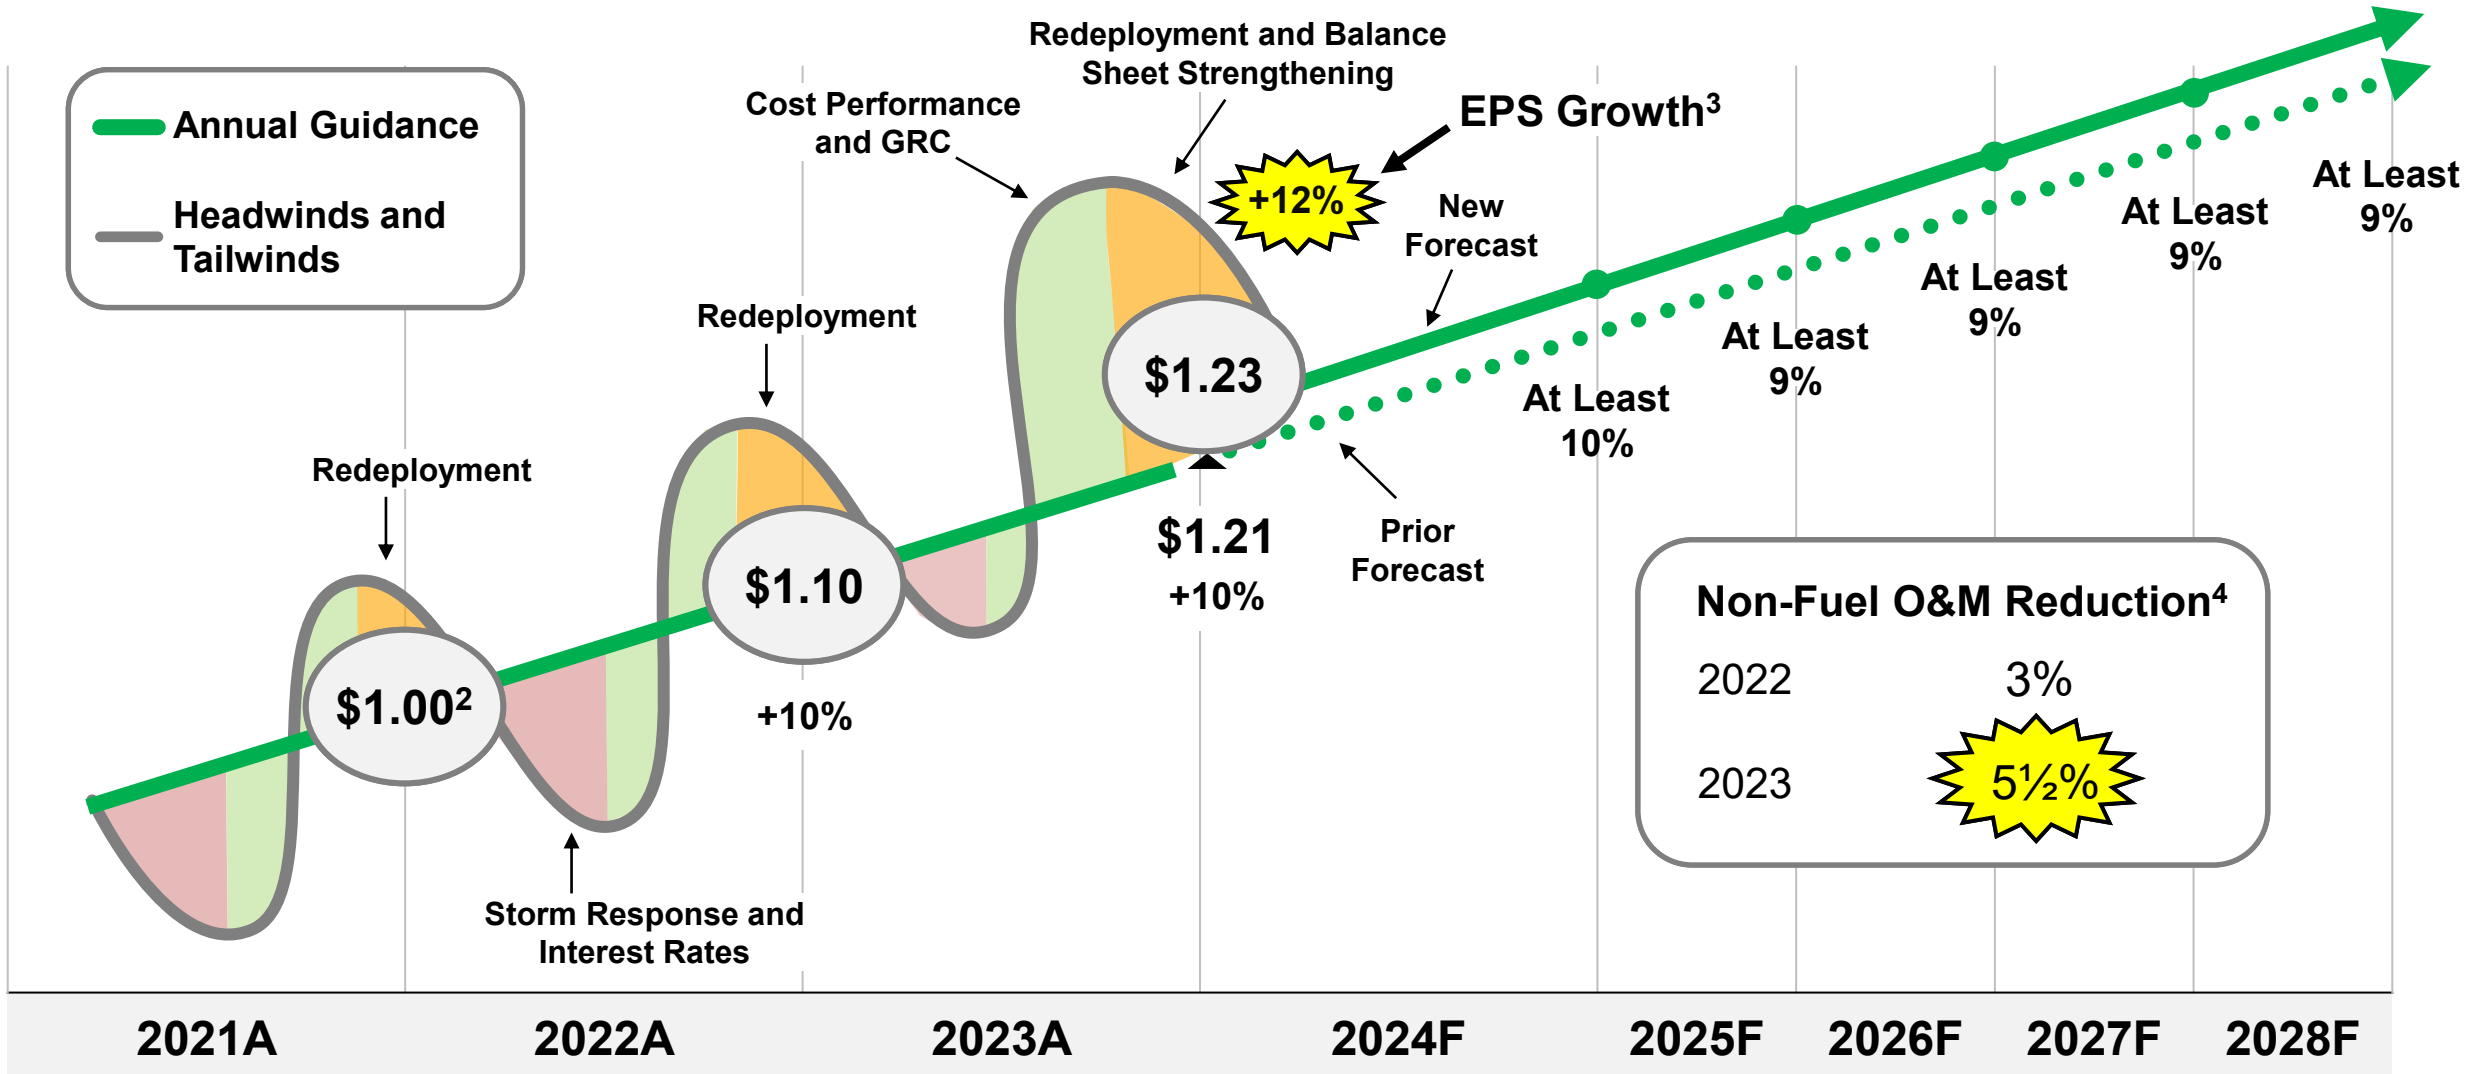 Redeployment and Balance
Sheet Strengthening
Cost Performance
and GRC
EPS Growth³
Annual Guidance
Headwinds and
Tailwinds
+12%
New
Forecast
Redeployment
Redeployment
$1.00²
$1.10
$1.23
+10%
$1.21
+10%
Prior
Forecast
At Least
10%
At Least
9%
At Least
9%
At Least
9%
At Least
9%
Storm Response and
Interest Rates
Non-Fuel O&M Reduction⁴
2022 3%
2023 5½%
2021A 2022A 2023A 2024F 2025F 2026F 2027F 2028F